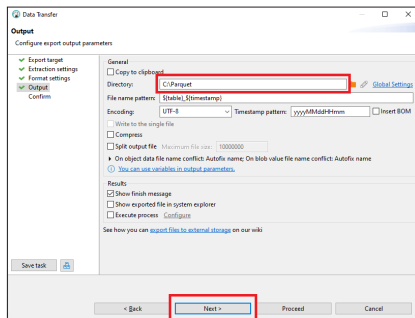 Data Transfer
Output
Configure export output parameters
Export target
Extraction settings
Format settings
Output
Confirm
General
Copy to clipboard
Directory: C:\Parquet Global Settings
File name pattern: ${table}_${timestamp}
Encoding: UTF-8 Timestamp pattern: yyyyMMddHHmm Insert BOM
Write to the single file
Compress
Split output file Maximum file size: 10000000
On object data file name conflict: Autofix name; On blob value file name conflict: Autofix name
You can use variables in output parameters.
Results
Show finish message
Show exported file in system explorer
Execute process Configure
See how you can export files to external storage on our wiki
Save task
< Back Next > Proceed Cancel